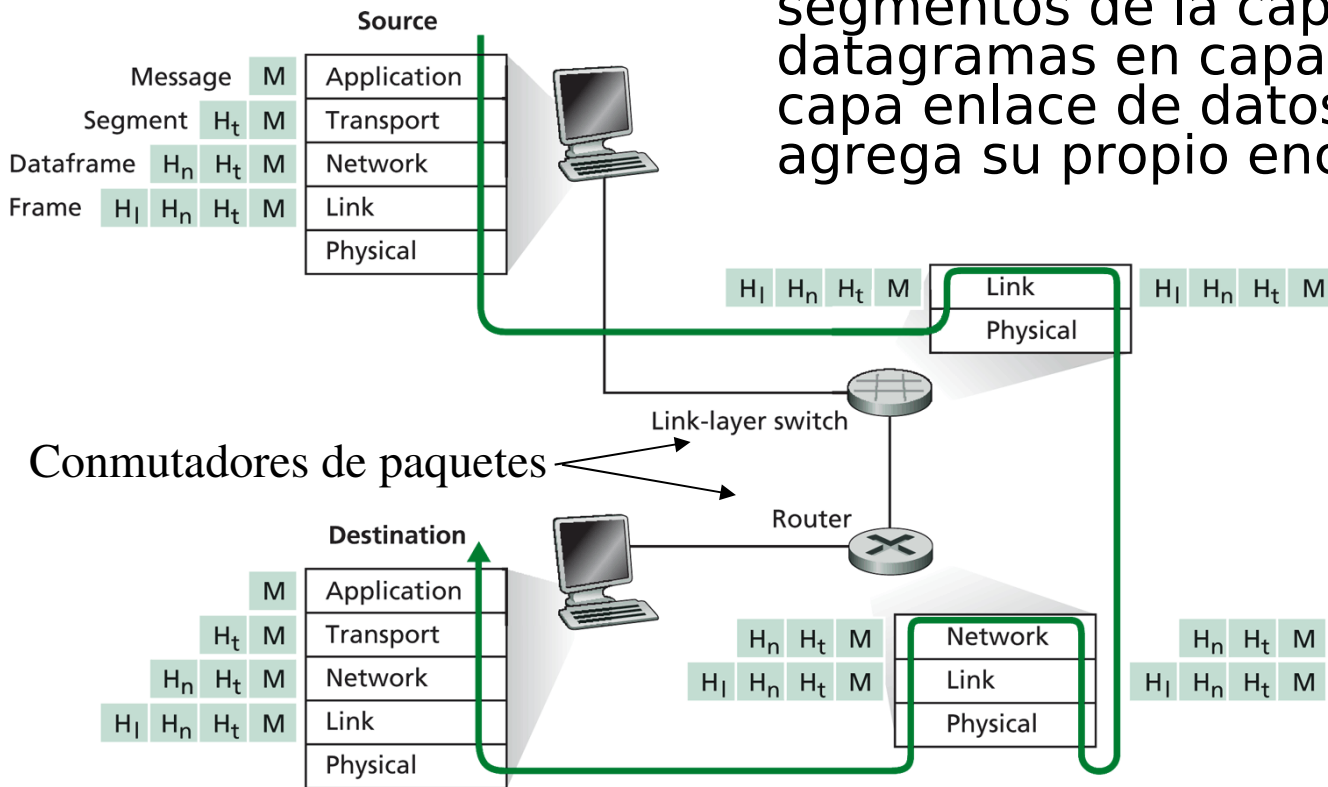 segmentos de la
datagramas en capa
capa enlace de datos
agrega su propio
Source
Message M Application
Segment Ht M Transport
Dataframe Hn Ht M Network
Frame Hl Hn Ht M Link
Physical
Hl Hn Ht M Link Hl Hn Ht M
Physical
Link-layer switch
Conmutadores de paquetes
Router
Destination
M Application
Ht M Transport
Hn Ht M Network
Hl Hn Ht M Link
Physical
Hn Ht M Network Hn Ht M
Hl Hn Ht M Link Hl Hn Ht M
Physical